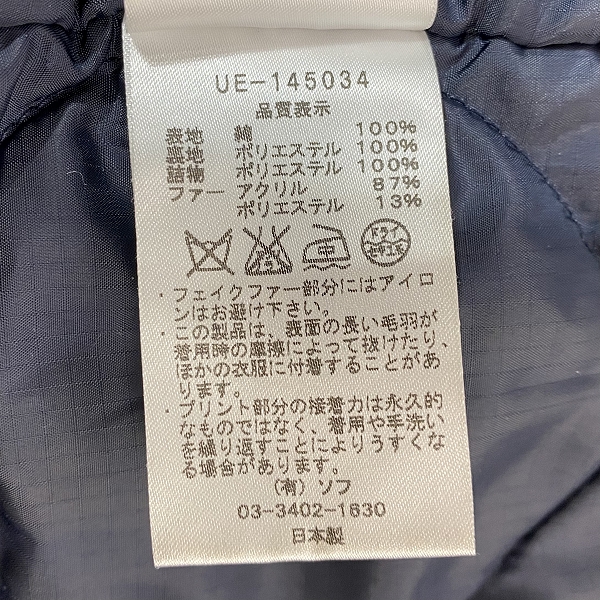 UE-145034
品質表示
表地 綿 100%
裏地 ポリエステル 100%
詰物 ポリエステル 100%
ファー アクリル 87%
ポリエステル 13%
ドライ
セキユ系
・フェイクファー部分にはアイロ
ンはお避け下さい。
・この製品は、表面の長い毛羽が
着用時の摩擦によって抜けたり、
ほかの衣服に付着することがあ
ります。
・プリント部分の接着力は永久的
なものではなく、着用や手洗い
を繰り返すことによりうすくな
る場合があります。
(有) ソフ
03-3402-1630
日本製